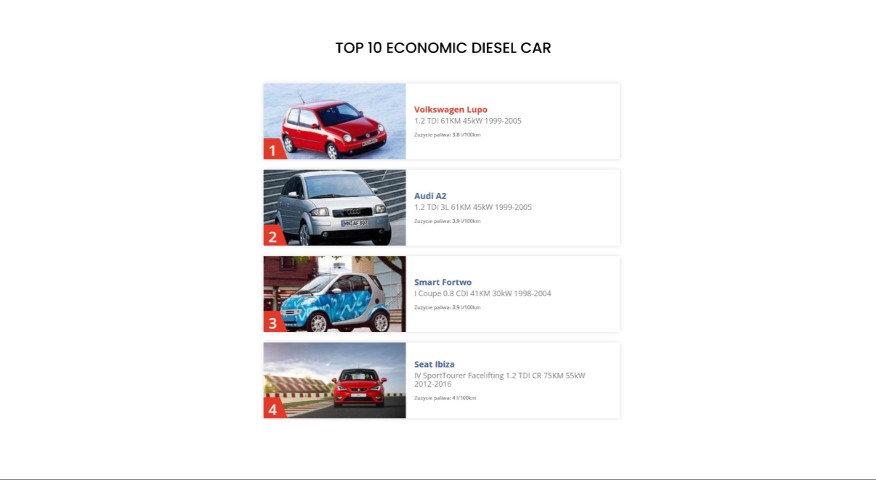 TOP 10 ECONOMIC DIESEL CAR
Volkswagen Lupo
1.2 TDI 61KM 45kW 1999-2005
Zużycie paliwa: 3.9 l/100km
1
Audi A2
1.2 TDI 3L 61KM 45kW 1999-2005
Zużycie paliwa: 3.9 l/100km
2
Smart Fortwo
I Coupe 0.8 CDI 41KM 30kW 1998-2004
Zużycie paliwa: 3.9 l/100km
3
Seat Ibiza
IV SportTourer Facelifting 1.2 TDI CR 75KM 55kW
2012-2016
Zużycie paliwa: 4 l/100km
4